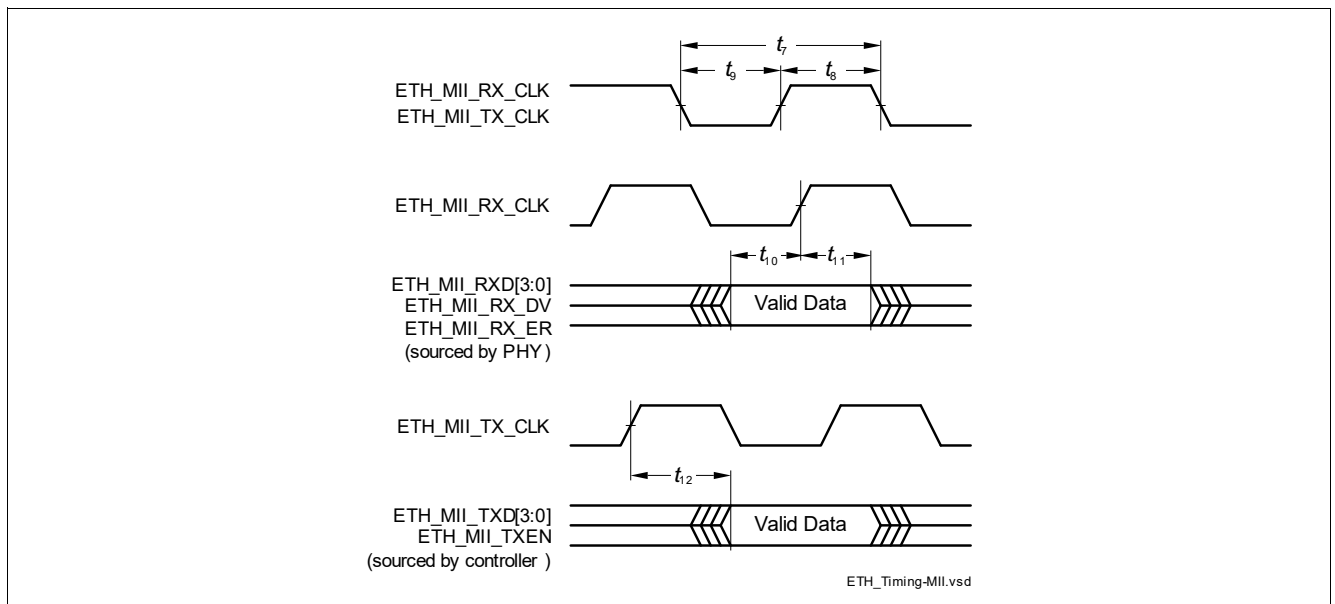 t7
t9 t8
ETH_MII_RX_CLK
ETH_MII_TX_CLK
ETH_MII_RX_CLK
t10 t11
ETH_MII_RXD[3:0]
ETH_MII_RX_DV
ETH_MII_RX_ER
(sourced by PHY )
Valid Data
ETH_MII_TX_CLK
t12
ETH_MII_TXD[3:0]
ETH_MII_TXEN
(sourced by controller )
Valid Data
ETH_Timing-MII.vsd